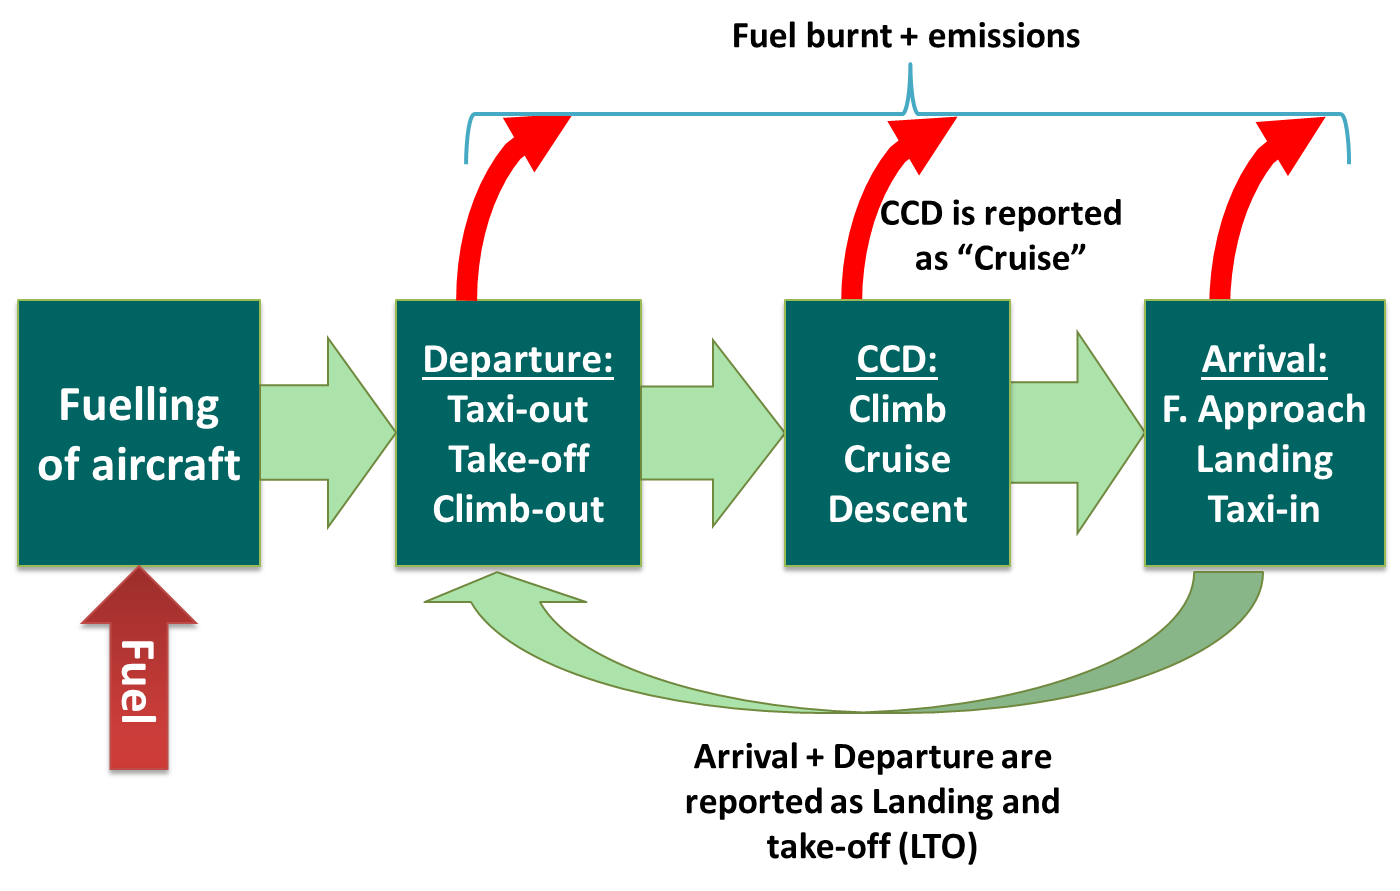 Fuel burnt + emissions
CCD is reported
as “Cruise”
Fuelling
of aircraft
Departure:
Taxi-out
Take-off
Climb-out
CCD:
Climb
Cruise
Descent
Arrival:
F. Approach
Landing
Taxi-in
Fuel
Arrival + Departure are
reported as Landing and
take-off (LTO)